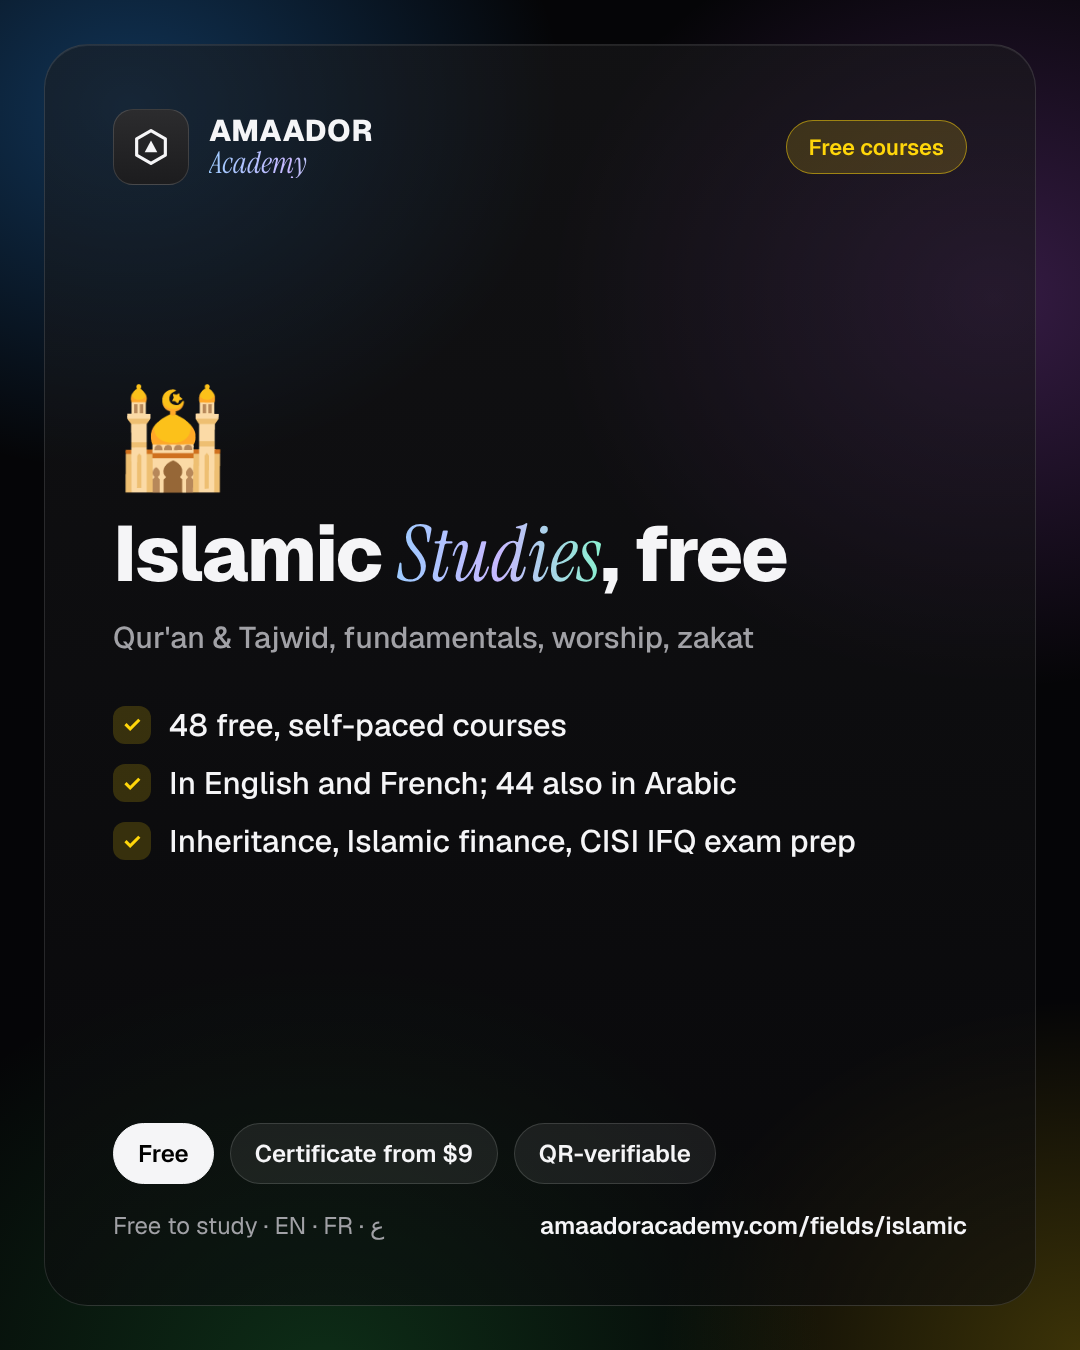 AMAADOR
Academy
Free courses
Islamic Studies, free
Qur'an & Tajwid, fundamentals, worship, zakat
48 free, self-paced courses
In English and French; 44 also in Arabic
Inheritance, Islamic finance, CISI IFQ exam prep
Free
Certificate from $9
QR-verifiable
Free to study · EN · FR · ع
amaadoracademy.com/fields/islamic